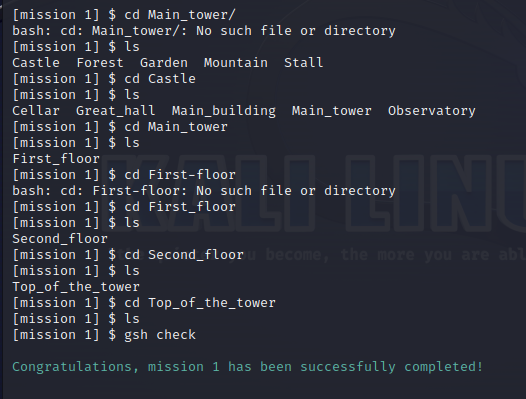 [mission 1] $ cd Main_tower/
bash: cd: Main_tower/: No such file or directory
[mission 1] $ ls
Castle  Forest  Garden  Mountain  Stall
[mission 1] $ cd Castle
[mission 1] $ ls
Cellar  Great_hall  Main_building  Main_tower  Observatory
[mission 1] $ cd Main_tower
[mission 1] $ ls
First_floor
[mission 1] $ cd First-floor
bash: cd: First-floor: No such file or directory
[mission 1] $ cd First_floor
[mission 1] $ ls
Second_floor
[mission 1] $ cd Second_floor
[mission 1] $ ls
Top_of_the_tower
[mission 1] $ cd Top_of_the_tower
[mission 1] $ ls
[mission 1] $ gsh check
Congratulations, mission 1 has been successfully completed!
KALI LINU
you become, the more you are abl